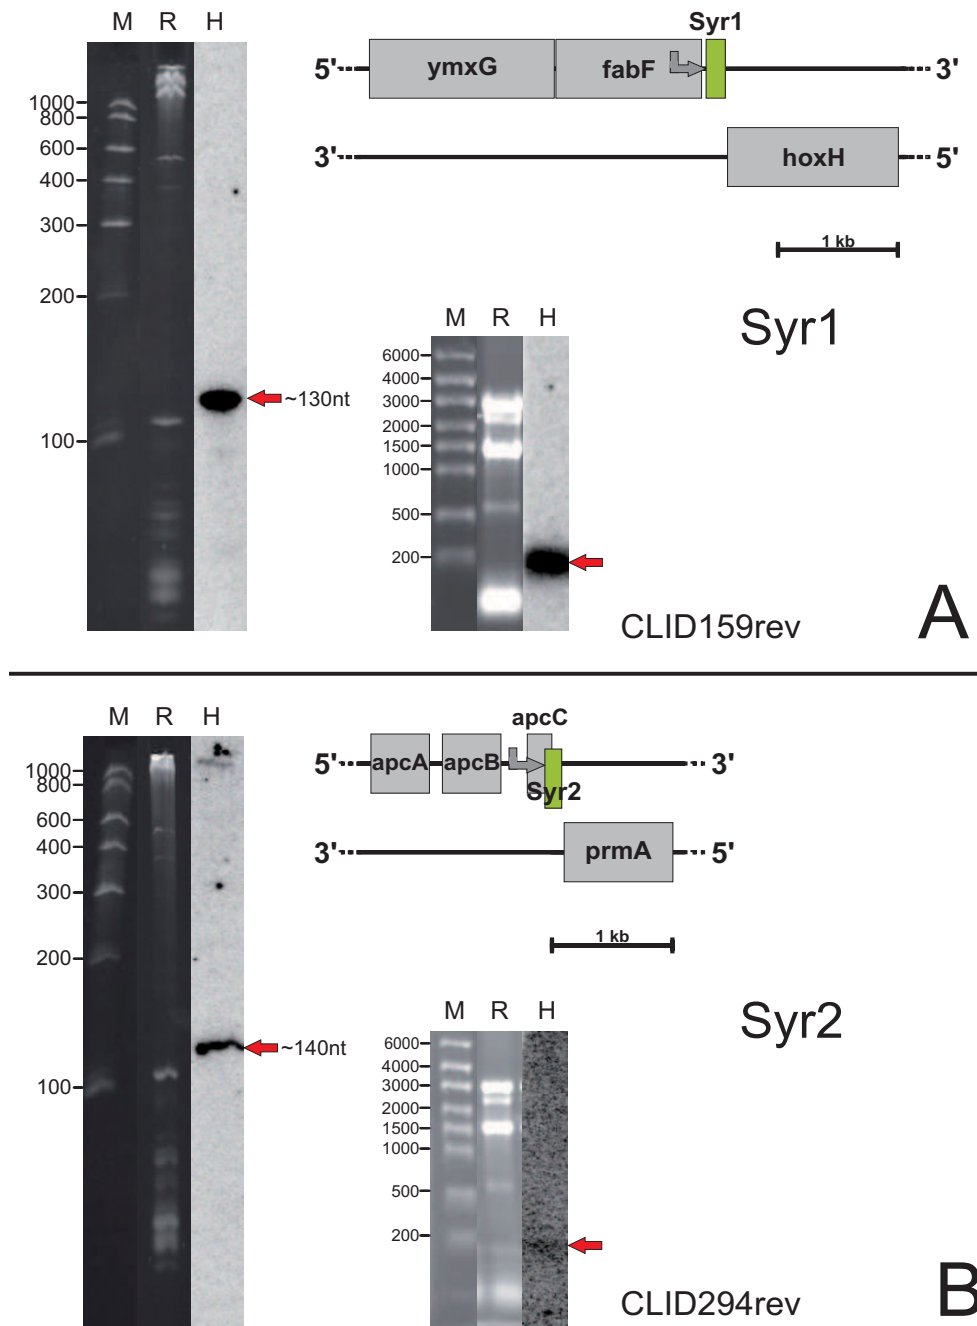 M R H
1000
800
600
400
300
200
100
~130nt
Syr1
5' ymxG fabF 3'
3' hoxH 5'
1 kb
Syr1
M R H
6000
4000
3000
2000
1500
1000
500
200
CLID159rev
A
M R H
1000
800
600
400
300
200
100
~140nt
apcC
5' apcA apcB 3'
Syr2
3' prmA 5'
1 kb
Syr2
M R H
6000
4000
3000
2000
1500
1000
500
200
CLID294rev
B